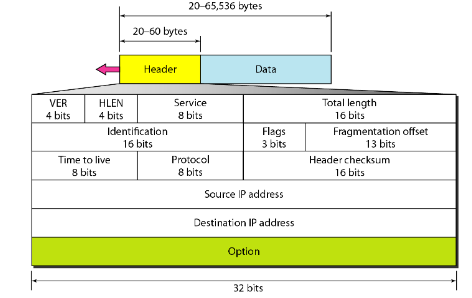 20–65,536 bytes
20–60 bytes
Header Data
VER HLEN Service Total length
4 bits 4 bits 8 bits 16 bits
Identification Flags Fragmentation offset
16 bits 3 bits 13 bits
Time to live Protocol Header checksum
8 bits 8 bits 16 bits
Source IP address
Destination IP address
Option
32 bits